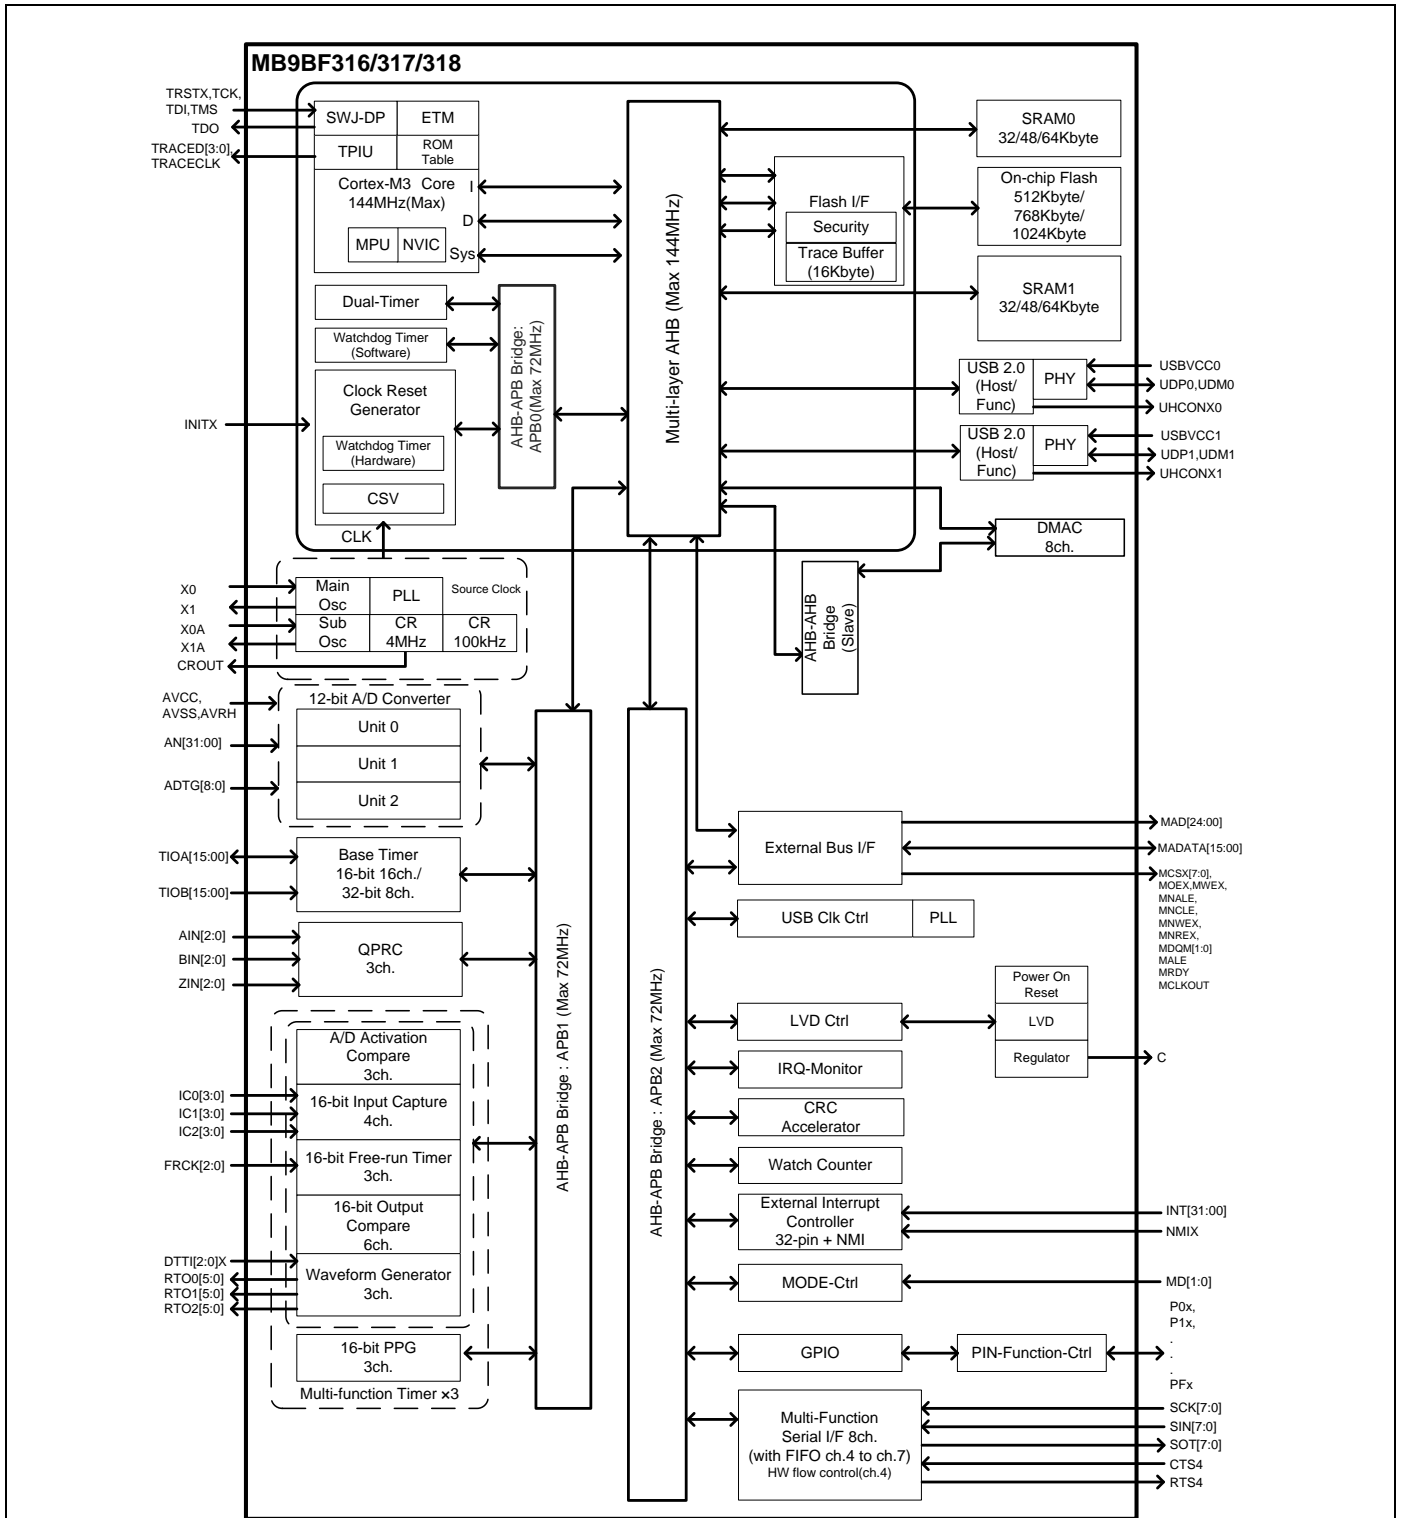 MB9BF316/317/318
TRSTX,TCK,
TDI,TMS
TDO
TRACED[3:0],
TRACECLK
SWJ-DP
ETM
TPIU
ROM
Table
Cortex-M3 Core
144MHz(Max)
I
D
Sys
MPU
NVIC
Dual-Timer
Watchdog Timer
(Software)
Clock Reset
Generator
Watchdog Timer
(Hardware)
CSV
INITX
CLK
AHB-APB Bridge:
APB0(Max 72MHz)
Multi-layer AHB (Max 144MHz)
Flash I/F
Security
Trace Buffer
(16Kbyte)
SRAM0
32/48/64Kbyte
On-chip Flash
512Kbyte/
768Kbyte/
1024Kbyte
SRAM1
32/48/64Kbyte
USB 2.0
(Host/
Func)
PHY
USBVCC0
UDP0,UDM0
UHCONX0
USB 2.0
(Host/
Func)
PHY
USBVCC1
UDP1,UDM1
UHCONX1
DMAC
8ch.
AHB-AHB
Bridge
(Slave)
X0
X1
X0A
X1A
CROUT
Main
Osc
PLL
Source Clock
Sub
Osc
CR
4MHz
CR
100kHz
AVCC,
AVSS,AVRH
AN[31:00]
ADTG[8:0]
12-bit A/D Converter
Unit 0
Unit 1
Unit 2
TIOA[15:00]
TIOB[15:00]
Base Timer
16-bit 16ch./
32-bit 8ch.
AIN[2:0]
BIN[2:0]
ZIN[2:0]
QPRC
3ch.
A/D Activation
Compare
3ch.
IC0[3:0]
IC1[3:0]
IC2[3:0]
16-bit Input Capture
4ch.
FRCK[2:0]
16-bit Free-run Timer
3ch.
16-bit Output
Compare
6ch.
DTTI[2:0]X
RTO0[5:0]
RTO1[5:0]
RTO2[5:0]
Waveform Generator
3ch.
16-bit PPG
3ch.
Multi-function Timer ×3
AHB-APB Bridge : APB1 (Max 72MHz)
AHB-APB Bridge : APB2 (Max 72MHz)
External Bus I/F
MAD[24:00]
MADATA[15:00]
MCSX[7:0],
MOEX,MWEX,
MNALE,
MNCLE,
MNWEX,
MNREX,
MDQM[1:0]
MALE
MRDY
MCLKOUT
USB Clk Ctrl
PLL
LVD Ctrl
Power On
Reset
LVD
Regulator
C
IRQ-Monitor
CRC
Accelerator
Watch Counter
External Interrupt
Controller
32-pin + NMI
INT[31:00]
NMIX
MODE-Ctrl
MD[1:0]
P0x,
P1x,
.
.
.
PFx
GPIO
PIN-Function-Ctrl
Multi-Function
Serial I/F 8ch.
(with FIFO ch.4 to ch.7)
HW flow control(ch.4)
SCK[7:0]
SIN[7:0]
SOT[7:0]
CTS4
RTS4